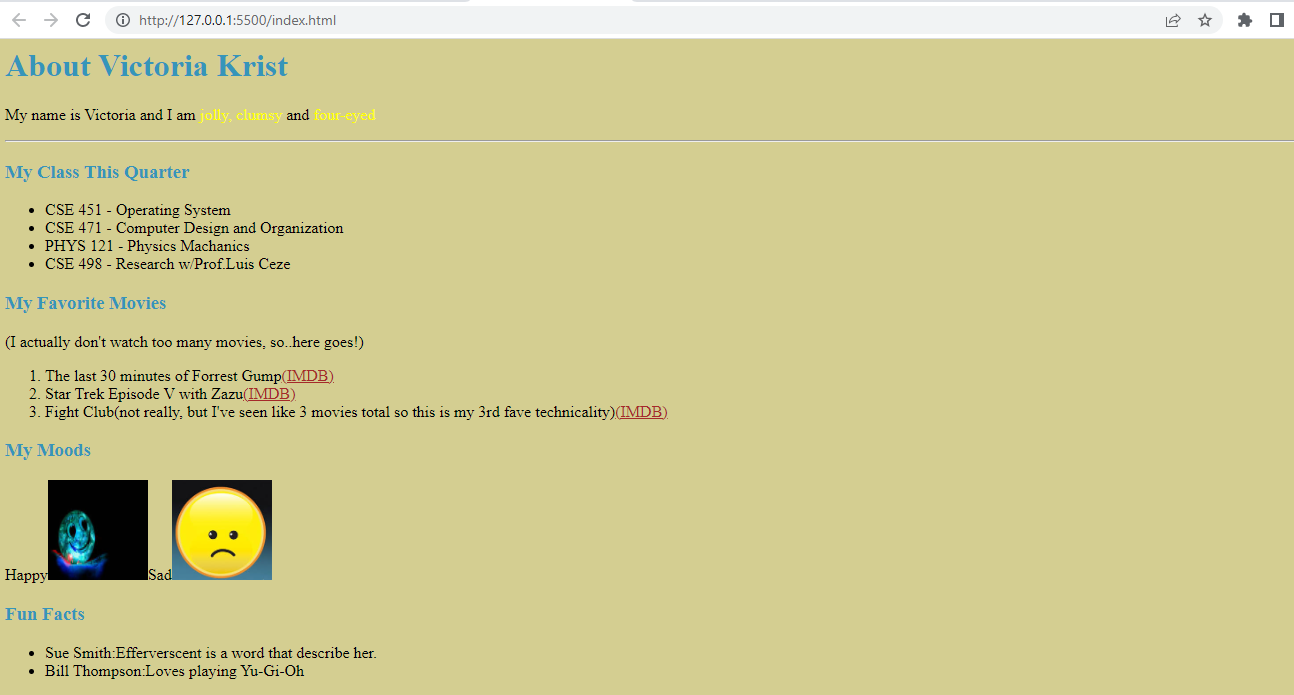 http://127.0.0.1:5500/index.html
About Victoria Krist
My name is Victoria and I am jolly, clumsy and four-eyed
My Class This Quarter
• CSE 451 - Operating System
• CSE 471 - Computer Design and Organization
• PHYS 121 - Physics Machanics
• CSE 498 - Research w/Prof.Luis Ceze
My Favorite Movies
(I actually don't watch too many movies, so..here goes!)
1. The last 30 minutes of Forrest Gump(IMDB)
2. Star Trek Episode V with Zazu(IMDB)
3. Fight Club(not really, but I've seen like 3 movies total so this is my 3rd fave technicality)(IMDB)
My Moods
Happy Sad
Fun Facts
• Sue Smith:Efferverscent is a word that describe her.
• Bill Thompson:Loves playing Yu-Gi-Oh